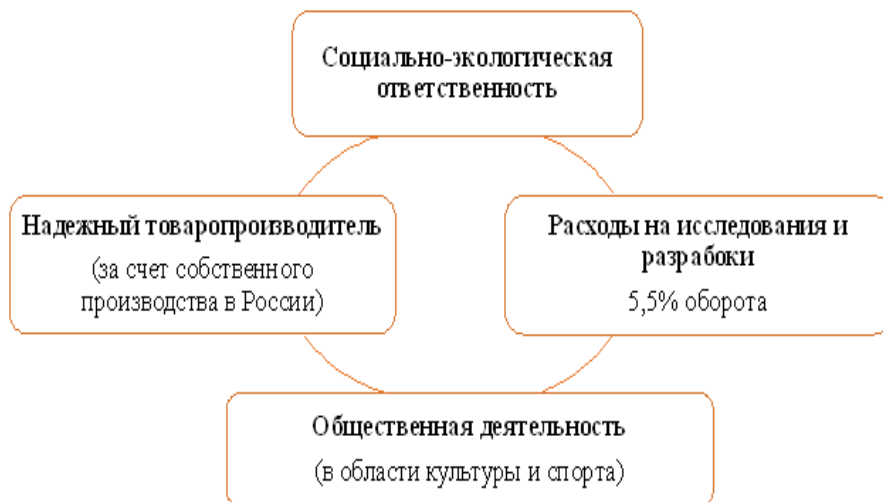 Социально-экологическая
ответственность
Надежный товаропроизводитель
(за счет собственного
производства в России)
Расходы на исследования и
разрабоки
5,5% оборота
Общественная деятельность
(в области культуры и спорта)